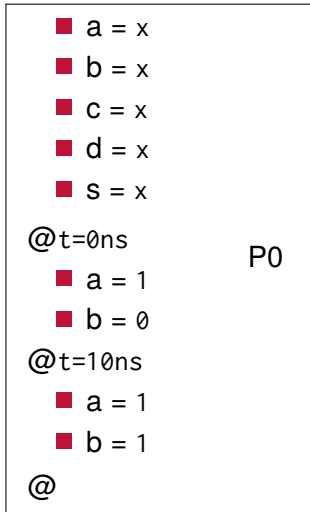 a = x
b = x
c = x
d = x
s = x
@t=0ns
P0
a = 1
b = 0
@t=10ns
a = 1
b = 1
@